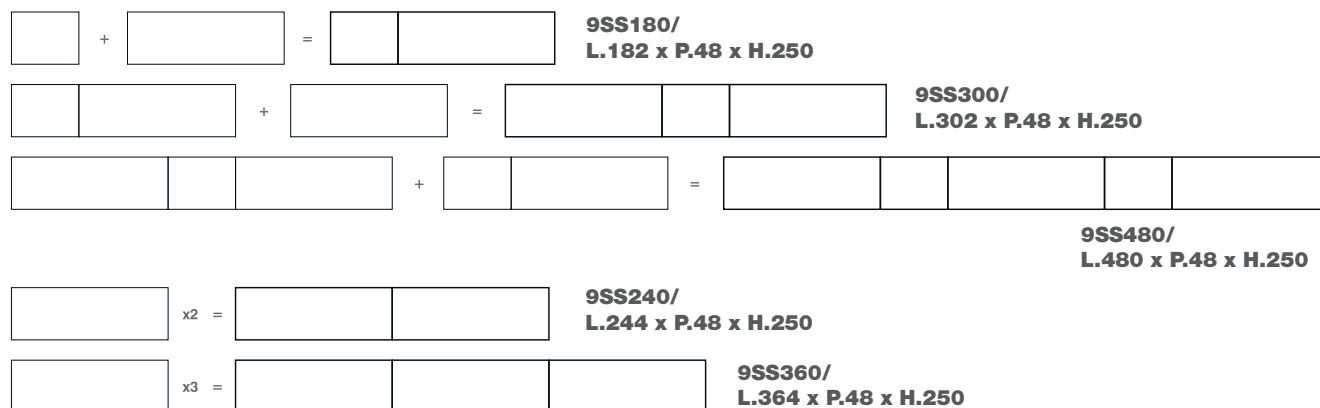 + = 9SS180/
L.182 x P.48 x H.250
+ = 9SS300/
L.302 x P.48 x H.250
+ =
9SS480/
L.480 x P.48 x H.250
x2 = 9SS240/
L.244 x P.48 x H.250
x3 = 9SS360/
L.364 x P.48 x H.250